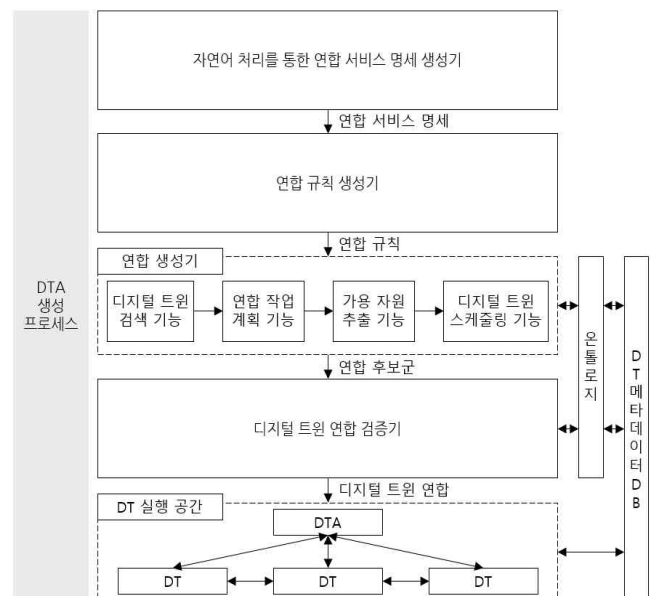 자연어 처리를 통한 연합 서비스 명세 생성기
연합 서비스 명세
연합 규칙 생성기
연합 규칙
연합 생성기
디지털 트윈
검색 기능
연합 작업
계획 기능
가용 자원
추출 기능
디지털 트윈
스케줄링 기능
연합 후보군
디지털 트윈 연합 검증기
디지털 트윈 연합
DT 실행 공간
DTA
DT
DT
DT
DTA
생성
프로세스
온톨로지
DT메타데이터DB